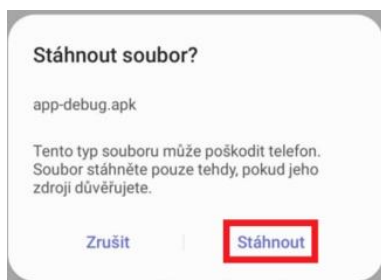 Stáhnout soubor?
app-debug.apk
Tento typ souboru může poškodit telefon.
Soubor stáhněte pouze tehdy, pokud jeho
zdroji důvěřujete.
Zrušit
Stáhnout